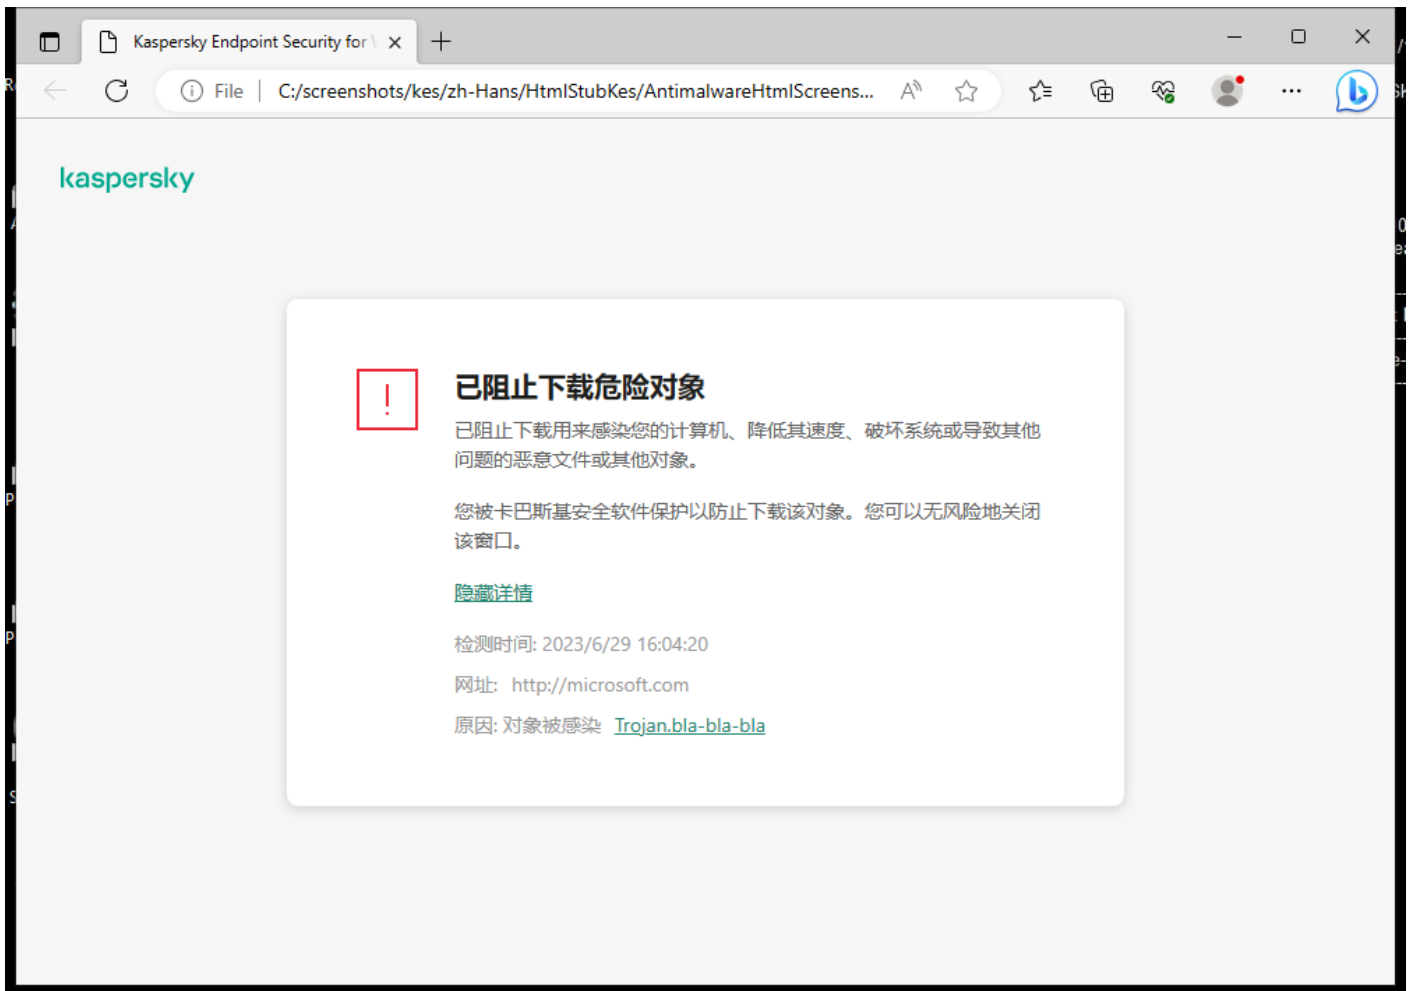 Kaspersky Endpoint Security for
File
C:/screenshots/kes/zh-Hans/HtmlStubKes/AntimalwareHtmlScreens...
kaspersky
已阻止下载危险对象
已阻止下载用来感染您的计算机、降低其速度、破坏系统或导致其他
问题的恶意文件或其他对象。
您被卡巴斯基安全软件保护以防止下载该对象。您可以无风险地关闭
该窗口。
隐藏详情
检测时间: 2023/6/29 16:04:20
网址: http://microsoft.com
原因: 对象被感染 Trojan.bla-bla-bla